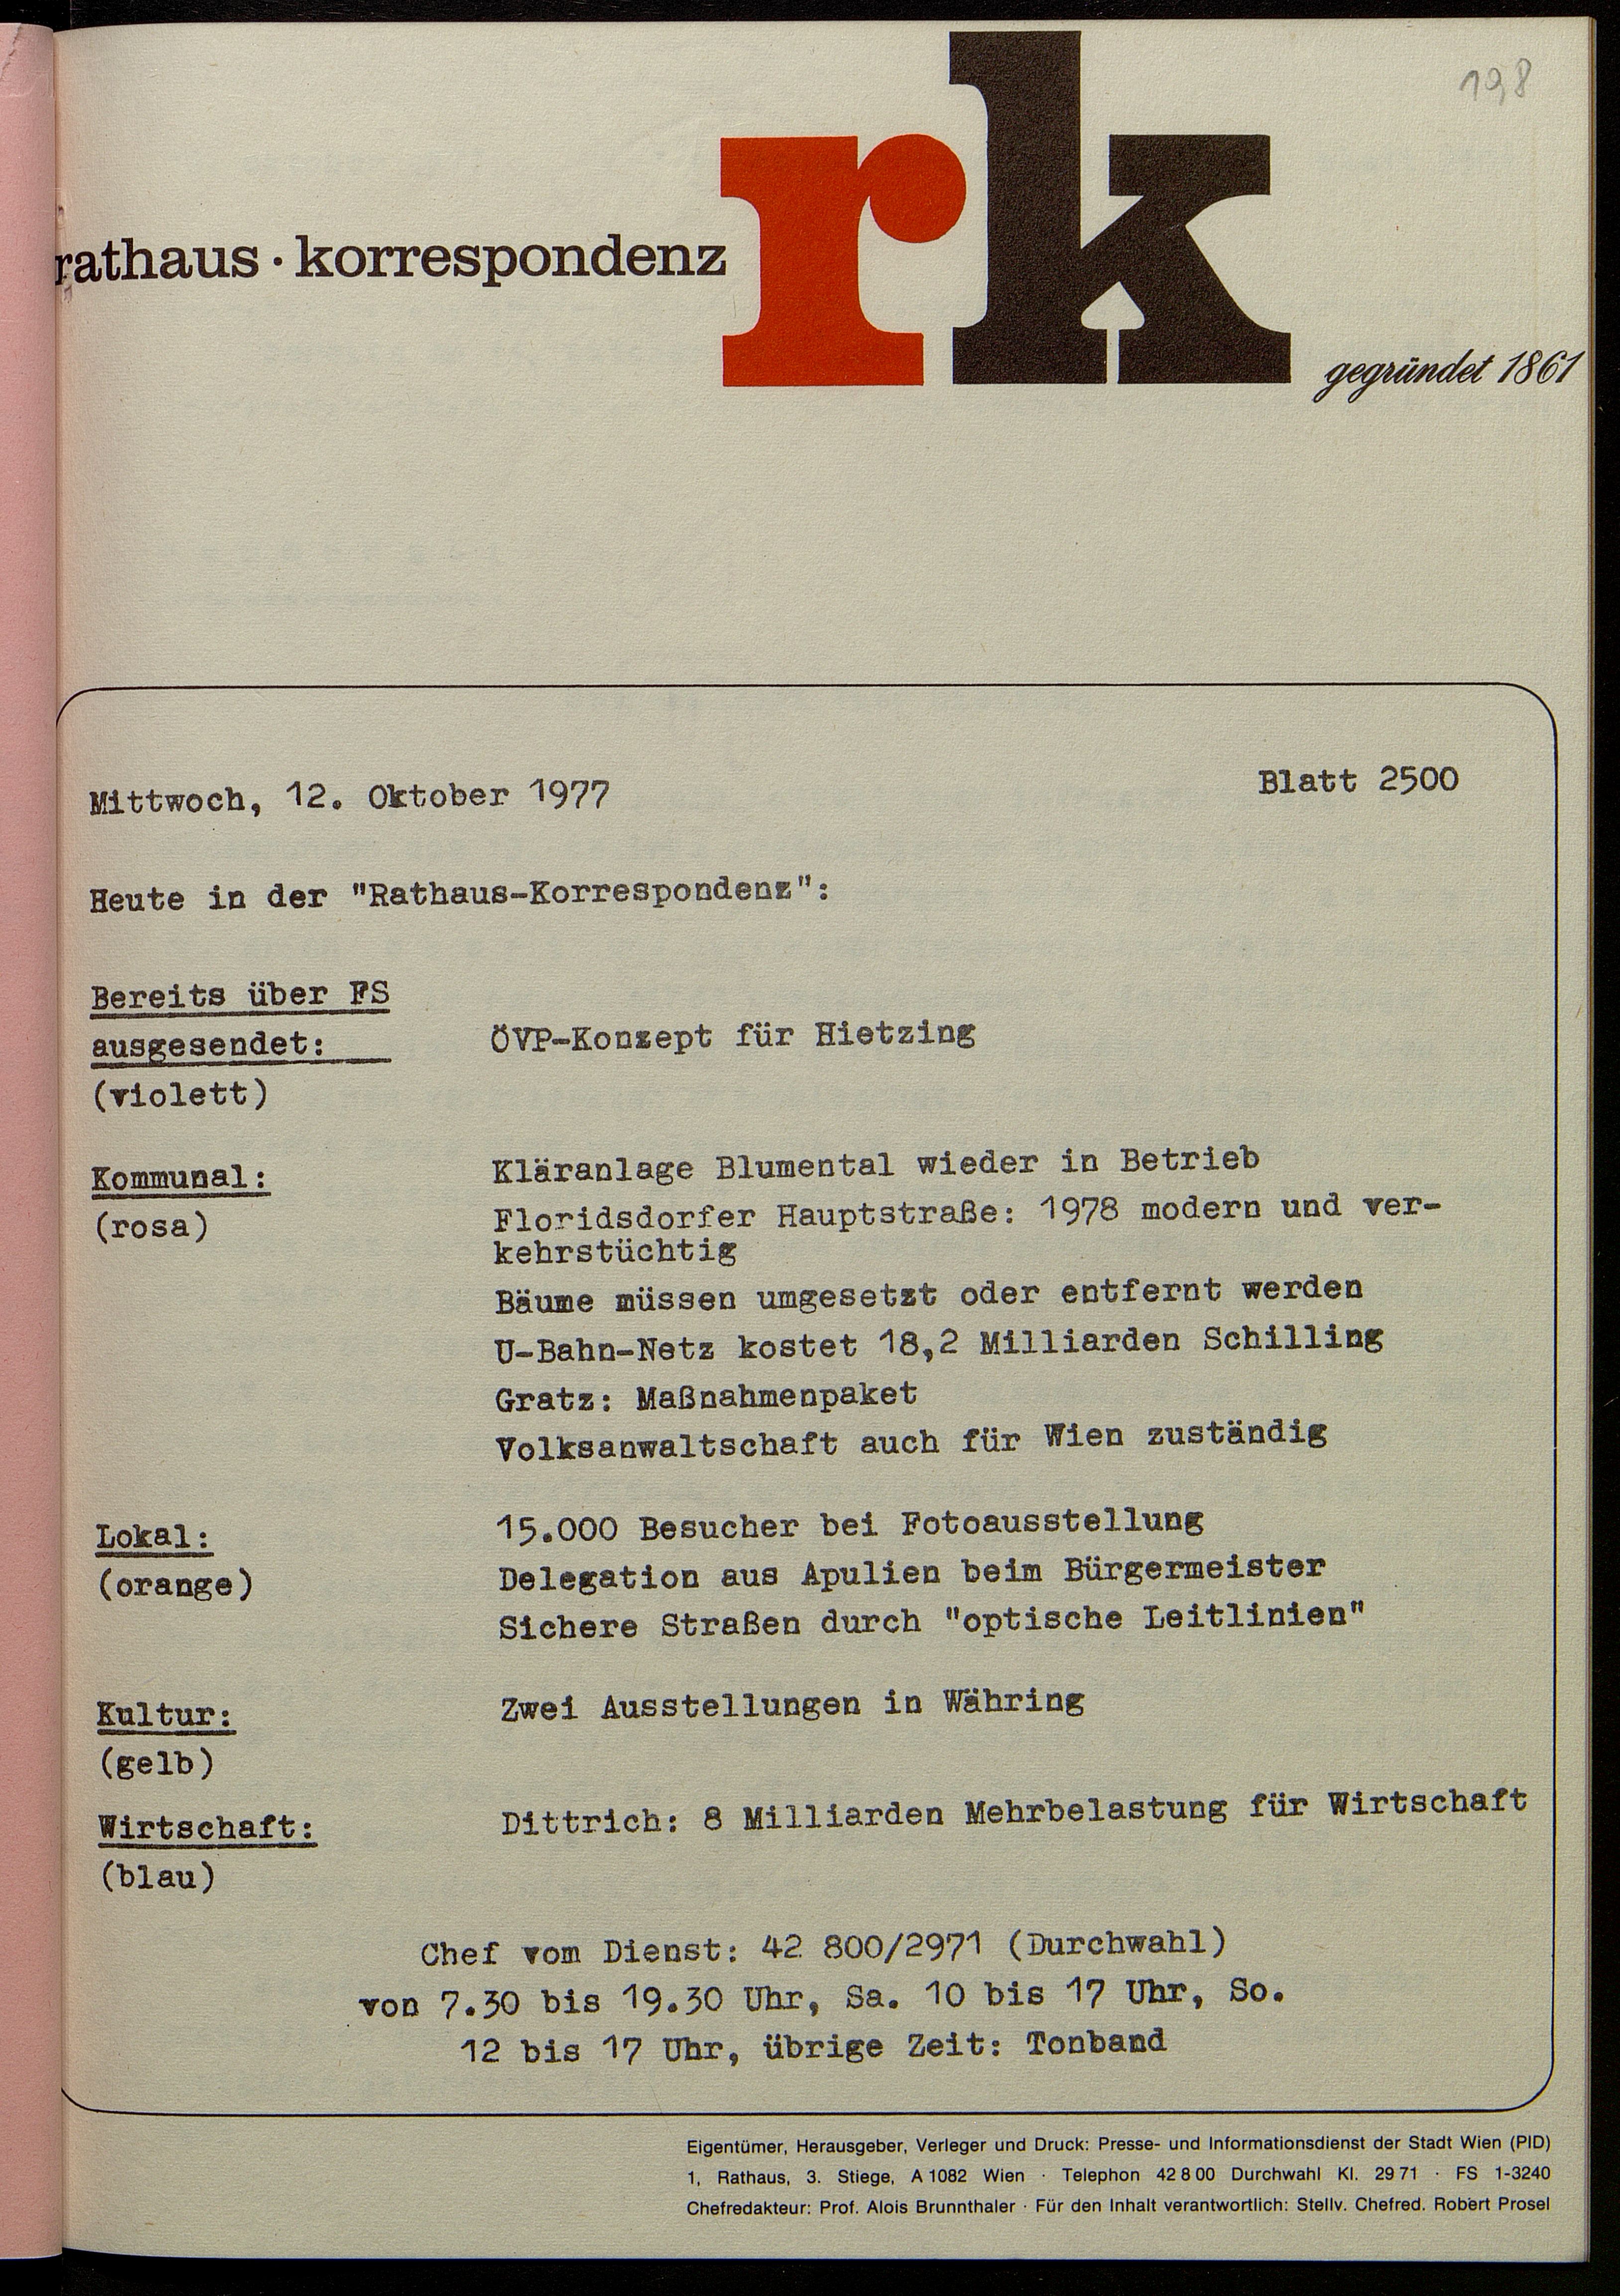 198
rk
rathaus · korrespondenz
gegründet 1861
Mittwoch, 12. Oktober 1977 Blatt 2500
Heute in der "Rathaus-Korrespondenz":
Bereits über FS
ausgesendet: ÖVP-Konzept für Hietzing
(violett)
Kommunal: Kläranlage Blumental wieder in Betrieb
(rosa) Floridsdorfer Hauptstraße: 1978 modern und ver-
kehrstüchtig
Bäume müssen umgesetzt oder entfernt werden
U-Bahn-Netz kostet 18,2 Milliarden Schilling
Gratz: Maßnahmenpaket
Volksanwaltschaft auch für Wien zuständig
Lokal: 15.000 Besucher bei Fotoausstellung
(orange) Delegation aus Apulien beim Bürgermeister
Sichere Straßen durch "optische Leitlinien"
Kultur: Zwei Ausstellungen in Währing
(gelb)
Wirtschaft: Dittrich: 8 Milliarden Mehrbelastung für Wirtschaft
(blau)
Chef vom Dienst: 42 800/2971 (Durchwahl)
von 7.30 bis 19.30 Uhr, Sa. 10 bis 17 Uhr, So.
12 bis 17 Uhr, übrige Zeit: Tonband
Eigentümer, Herausgeber, Verleger und Druck: Presse- und Informationsdienst der Stadt Wien (PID)
1, Rathaus, 3. Stiege, A 1082 Wien · Telephon 42 8 00 Durchwahl Kl. 29 71 · FS 1-3240
Chefredakteur: Prof. Alois Brunnthaler · Für den Inhalt verantwortlich: Stellv. Chefred. Robert Prosel